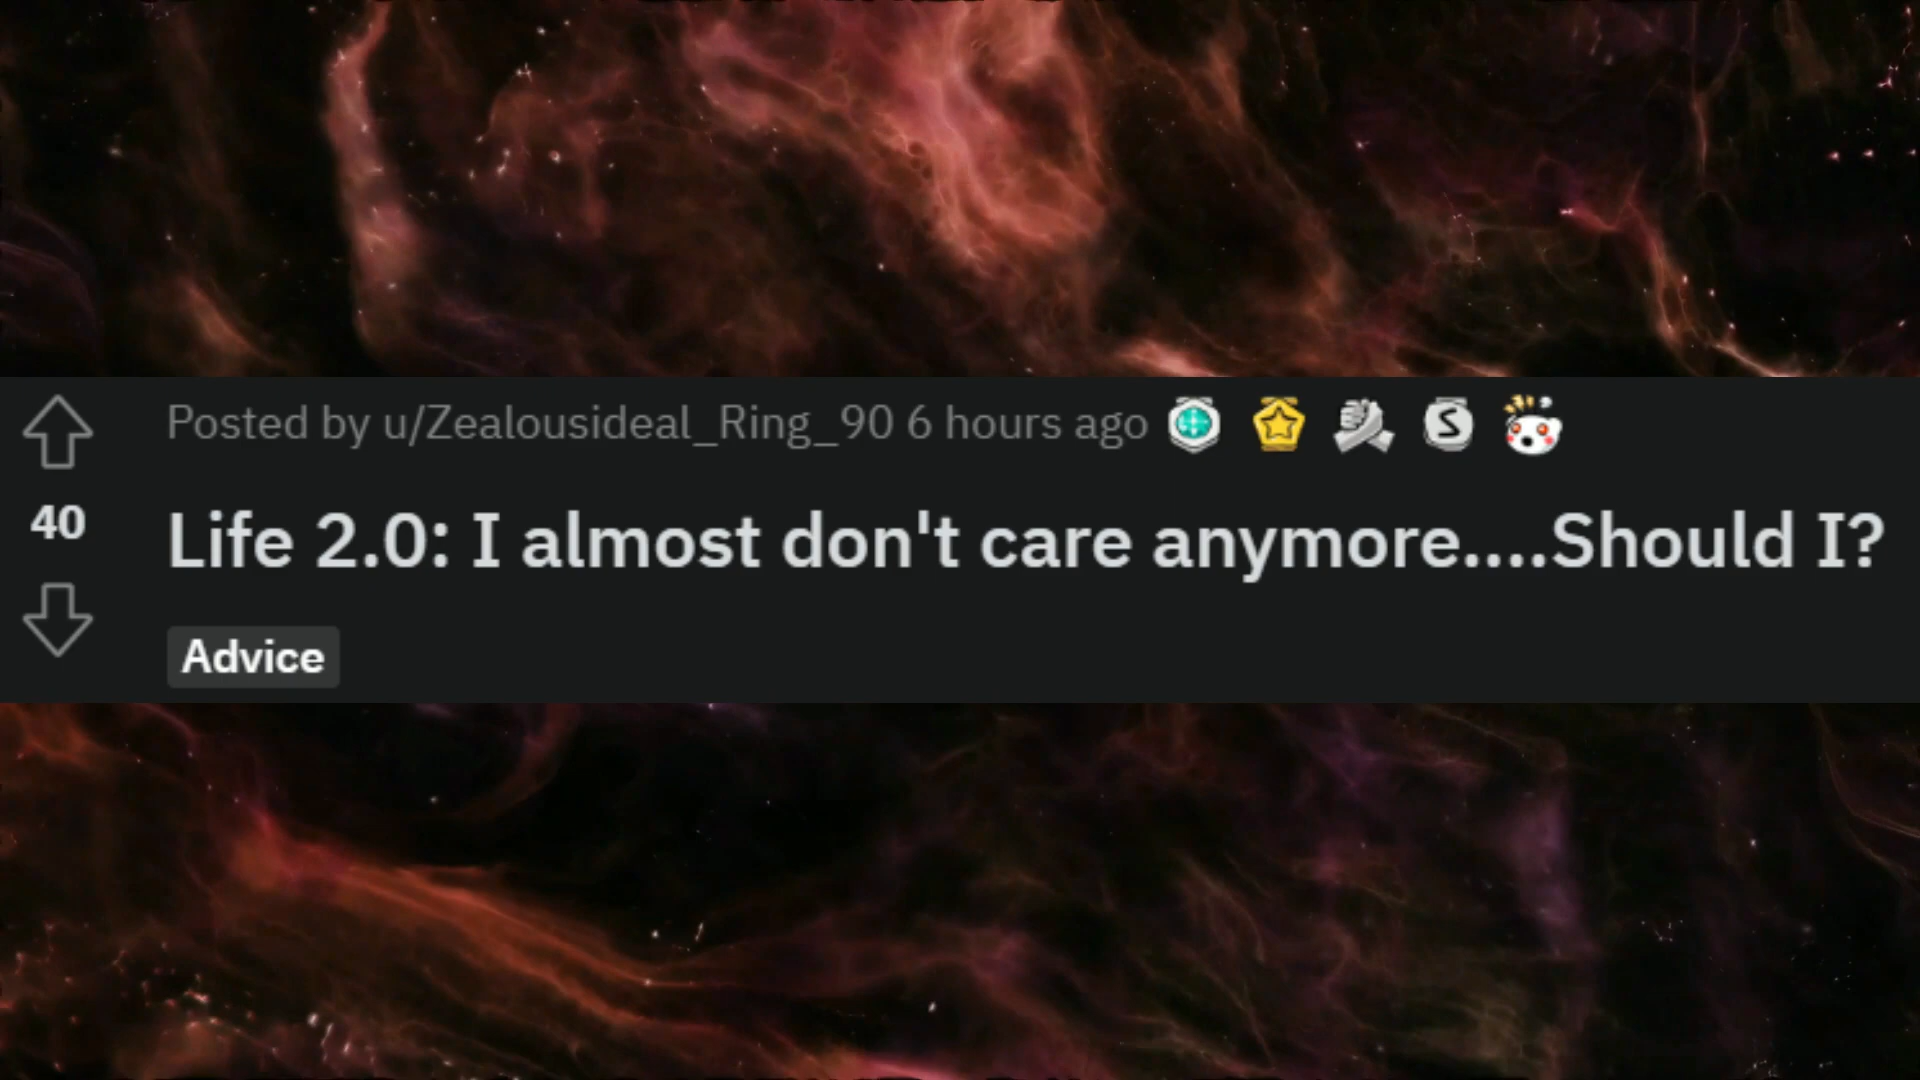 Posted by u/Zealousideal_Ring_90 6 hours ago
40
Life 2.0: I almost don't care anymore....Should I?
Advice